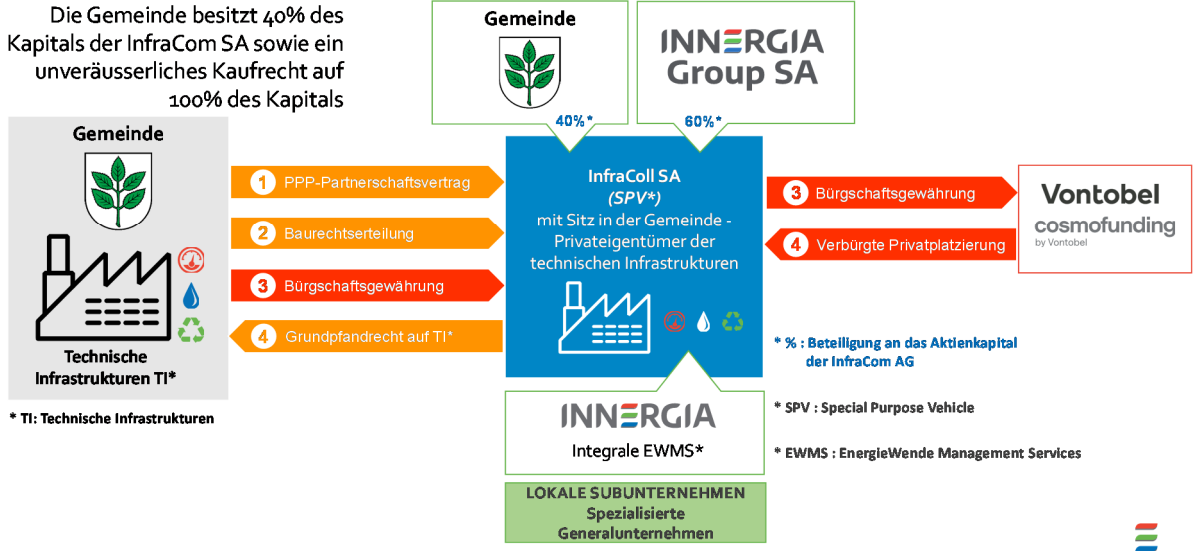 Die Gemeinde besitzt 40% des
Kapitals der InfraCom SA sowie ein
unveräusserliches Kaufrecht auf
100% des Kapitals
Gemeinde
INNERGIA
Group SA
40%*
60%*
Gemeinde
Technische
Infrastrukturen TI*
* TI: Technische Infrastrukturen
1 PPP-Partnerschaftsvertrag
2 Baurechtserteilung
3 Bürgschaftsgewährung
4 Grundpfandrecht auf TI*
InfraColl SA
(SPV*)
mit Sitz in der Gemeinde -
Privateigentümer der
technischen Infrastrukturen
3 Bürgschaftsgewährung
4 Verbürgte Privatplatzierung
Vontobel
cosmofunding
by Vontobel
INNERGIA
Integrale EWMS*
LOKALE SUBUNTERNEHMEN
Spezialisierte
Generalunternehmen
* % : Beteiligung an das Aktienkapital
der InfraCom AG
* SPV : Special Purpose Vehicle
* EWMS : EnergieWende Management Services